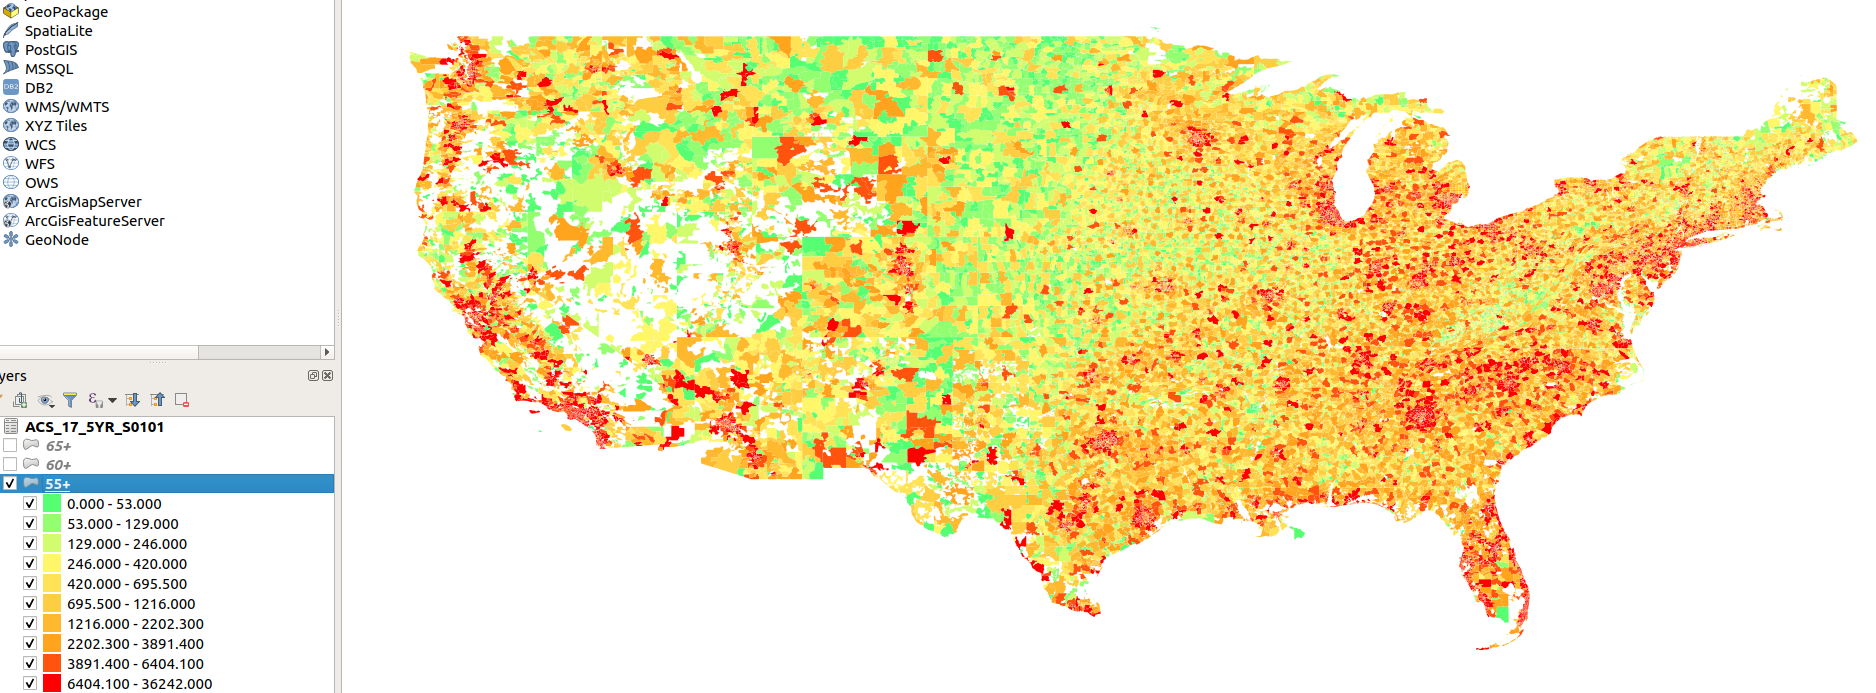 GeoPackage
SpatiaLite
PostGIS
MSSQL
DB2
WMS/WMTS
XYZ Tiles
WCS
WFS
OWS
ArcGisMapServer
ArcGisFeatureServer
GeoNode
yers
ACS_17_5YR_S0101
65+
60+
55+
0.000 - 53.000
53.000 - 129.000
129.000 - 246.000
246.000 - 420.000
420.000 - 695.500
695.500 - 1216.000
1216.000 - 2202.300
2202.300 - 3891.400
3891.400 - 6404.100
6404.100 - 36242.000